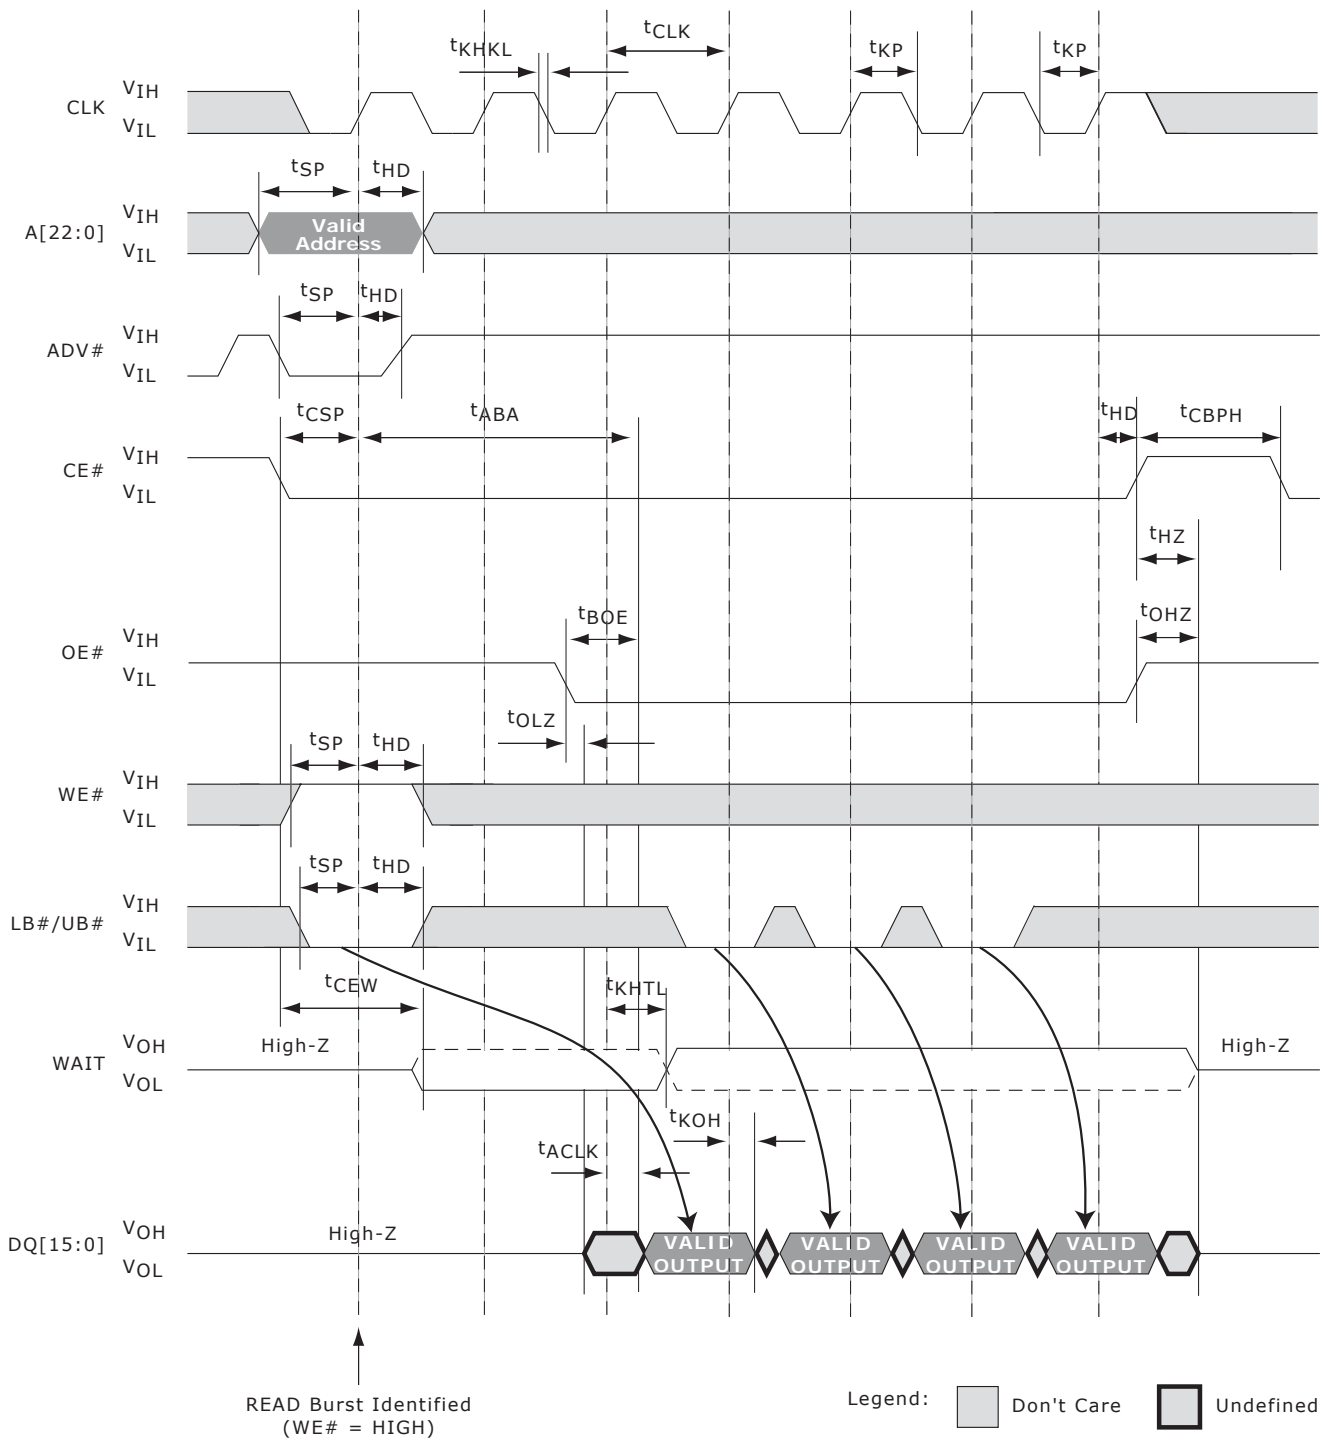 tCLK
tKHKL
tKP
tKP
CLK
VIH
VIL
tSP
tHD
A[22:0]
VIH
VIL
Valid
Address
tSP
tHD
ADV#
VIH
VIL
tCSP
tABA
tHD
tCBPH
CE#
VIH
VIL
tHZ
tBOE
tOHZ
OE#
VIH
VIL
tOLZ
tSP
tHD
WE#
VIH
VIL
tSP
tHD
LB#/UB#
VIH
VIL
tCEW
tKHTL
WAIT
VOH
VOL
High-Z
High-Z
tKOH
tACLK
DQ[15:0]
VOH
VOL
High-Z
VALID
OUTPUT
VALID
OUTPUT
VALID
OUTPUT
VALID
OUTPUT
READ Burst Identified
(WE# = HIGH)
Legend:
Don't Care
Undefined